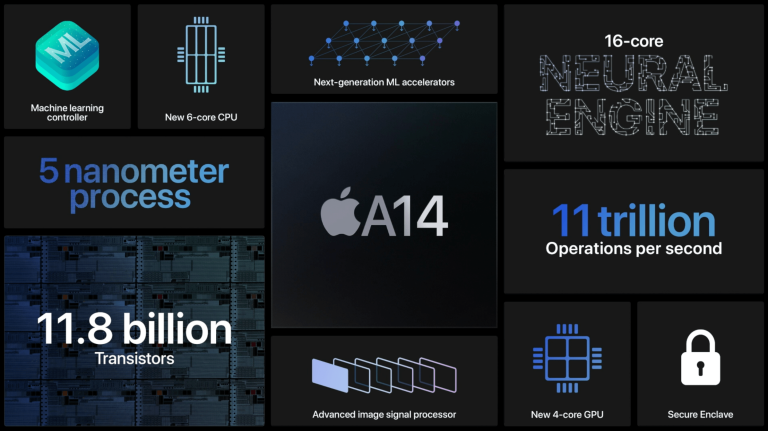 ML
Machine learning
controller
New 6-core CPU
Next-generation ML accelerators
16-core
NEURAL
ENGINE
5 nanometer
process
A14
11 trillion
Operations per second
11.8 billion
Transistors
Advanced image signal processor
New 4-core GPU
Secure Enclave